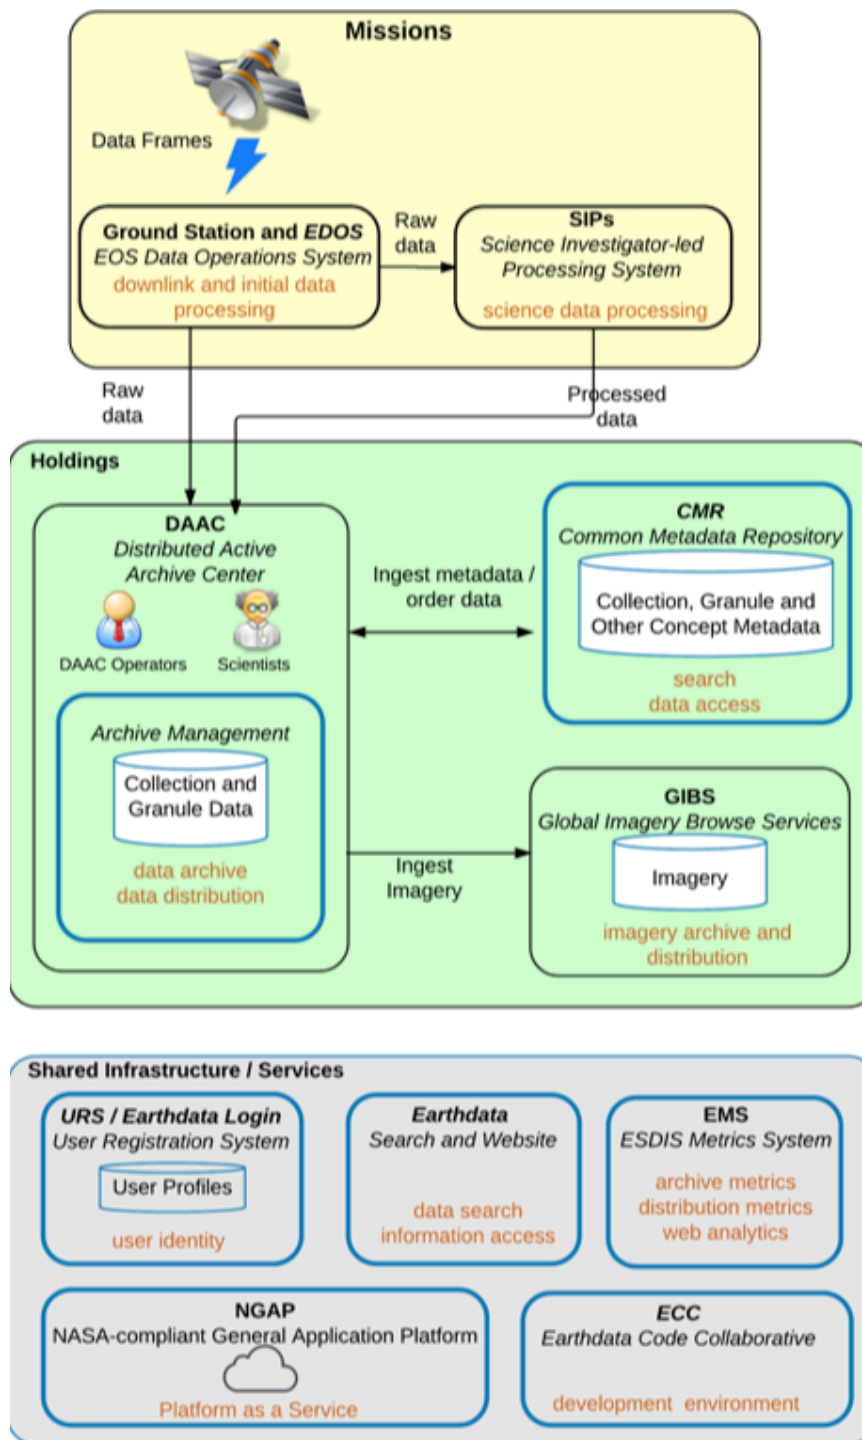 Missions
Data Frames
Ground Station and EDOS
EOS Data Operations System
downlink and initial data
processing
Raw
data
SIPs
Science Investigator-led
Processing System
science data processing
Raw
data
Processed
data
Holdings
DAAC
Distributed Active
Archive Center
DAAC Operators
Scientists
Archive Management
Collection and
Granule Data
data archive
data distribution
Ingest metadata /
order data
CMR
Common Metadata Repository
Collection, Granule and
Other Concept Metadata
search
data access
Ingest
Imagery
GIBS
Global Imagery Browse Services
Imagery
imagery archive and
distribution
Shared Infrastructure / Services
URS / Earthdata Login
User Registration System
User Profiles
user identity
Earthdata
Search and Website
data search
information access
EMS
ESDIS Metrics System
archive metrics
distribution metrics
web analytics
NGAP
NASA-compliant General Application Platform
Platform as a Service
ECC
Earthdata Code Collaborative
development environment